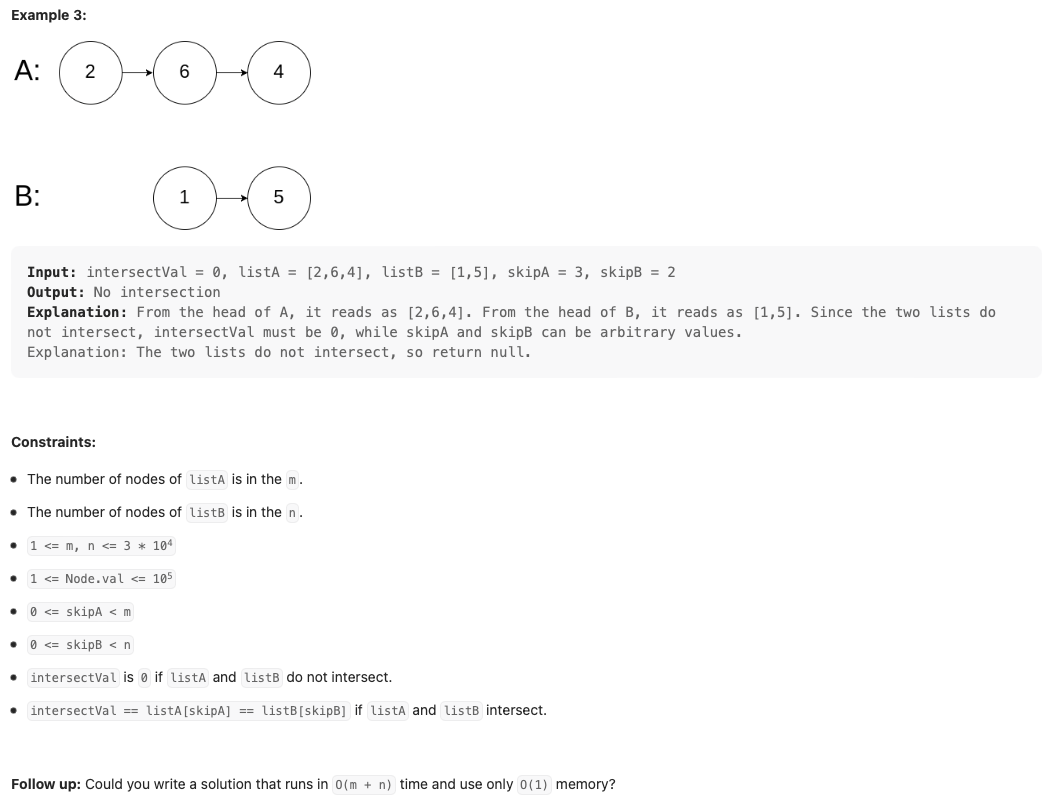 Example 3:
A: 2 6 4
B: 1 5
Input: intersectVal = 0, listA = [2,6,4], listB = [1,5], skipA = 3, skipB = 2
Output: No intersection
Explanation: From the head of A, it reads as [2,6,4]. From the head of B, it reads as [1,5]. Since the two lists do
not intersect, intersectVal must be 0, while skipA and skipB can be arbitrary values.
Explanation: The two lists do not intersect, so return null.
Constraints:
• The number of nodes of listA is in the m.
• The number of nodes of listB is in the n.
• 1 <= m, n <= 3 * 10⁴
• 1 <= Node.val <= 10⁵
• 0 <= skipA < m
• 0 <= skipB < n
• intersectVal is 0 if listA and listB do not intersect.
• intersectVal == listA[skipA] == listB[skipB] if listA and listB intersect.
Follow up: Could you write a solution that runs in O(m + n) time and use only O(1) memory?